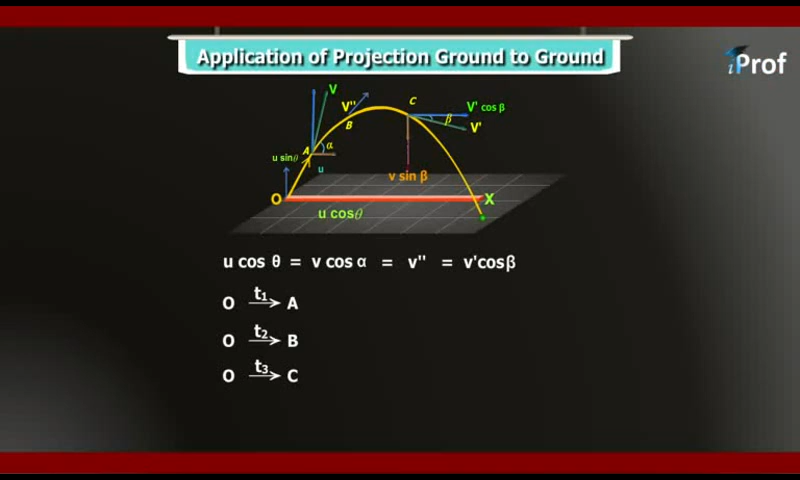 Application of Projection Ground to Ground
iProf
V
V''
B
C
V' cos β
β
V'
A
α
u sinθ
u
v sin β
O
X
u cosθ
u cos θ = v cos α = v'' = v'cosβ
O t₁ → A
O t₂ → B
O t₃ → C